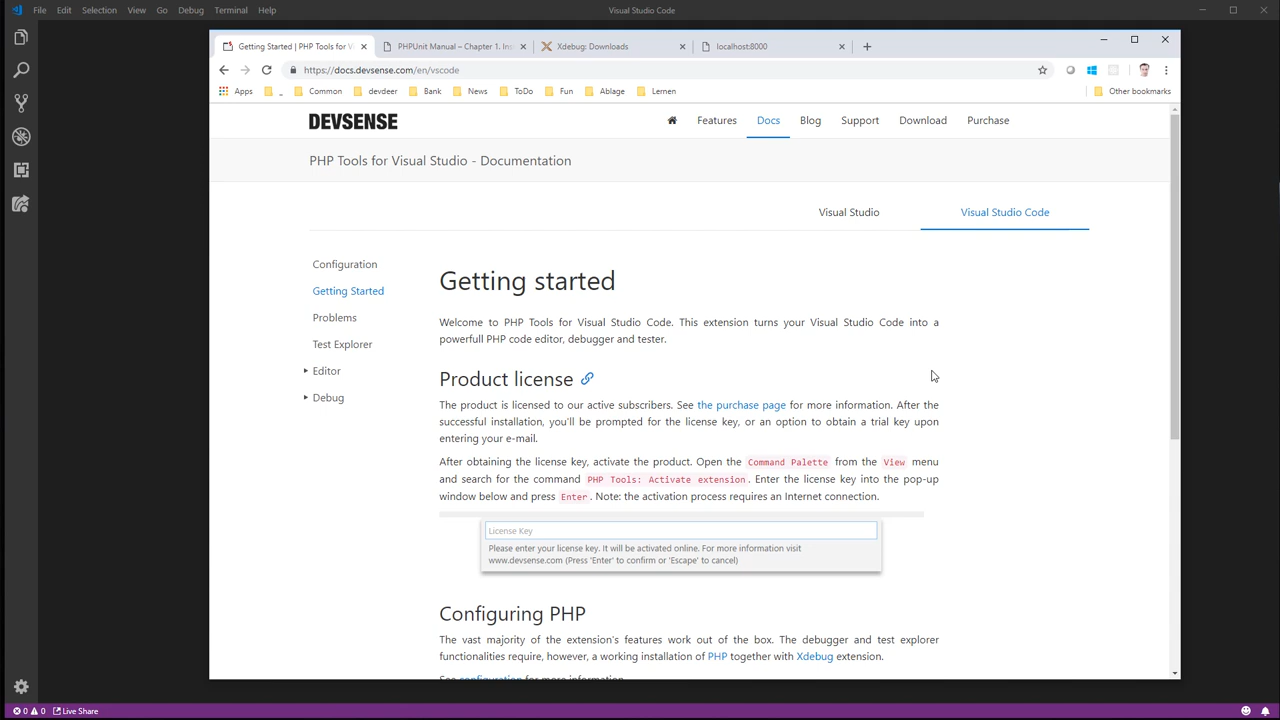 File Edit Selection View Go Debug Terminal Help
Visual Studio Code
Getting Started | PHP Tools for V
PHPUnit Manual – Chapter 1. Ins
Xdebug: Downloads
localhost:8000
https://docs.devsense.com/en/vscode
Apps _ Common devdeer Bank News ToDo Fun Ablage Lernen Other bookmarks
DEVSENSE
Features Docs Blog Support Download Purchase
PHP Tools for Visual Studio - Documentation
Visual Studio Visual Studio Code
Configuration
Getting Started
Problems
Test Explorer
Editor
Debug
Getting started
Welcome to PHP Tools for Visual Studio Code. This extension turns your Visual Studio Code into a
powerfull PHP code editor, debugger and tester.
Product license
The product is licensed to our active subscribers. See the purchase page for more information. After the
successful installation, you'll be prompted for the license key, or an option to obtain a trial key upon
entering your e-mail.
After obtaining the license key, activate the product. Open the Command Palette from the View menu
and search for the command PHP Tools: Activate extension. Enter the license key into the pop-up
window below and press Enter. Note: the activation process requires an Internet connection.
License Key
Please enter your license key. It will be activated online. For more information visit
www.devsense.com (Press 'Enter' to confirm or 'Escape' to cancel)
Configuring PHP
The vast majority of the extension's features work out of the box. The debugger and test explorer
functionalities require, however, a working installation of PHP together with Xdebug extension.
See configuration for more information.
0 0 Live Share